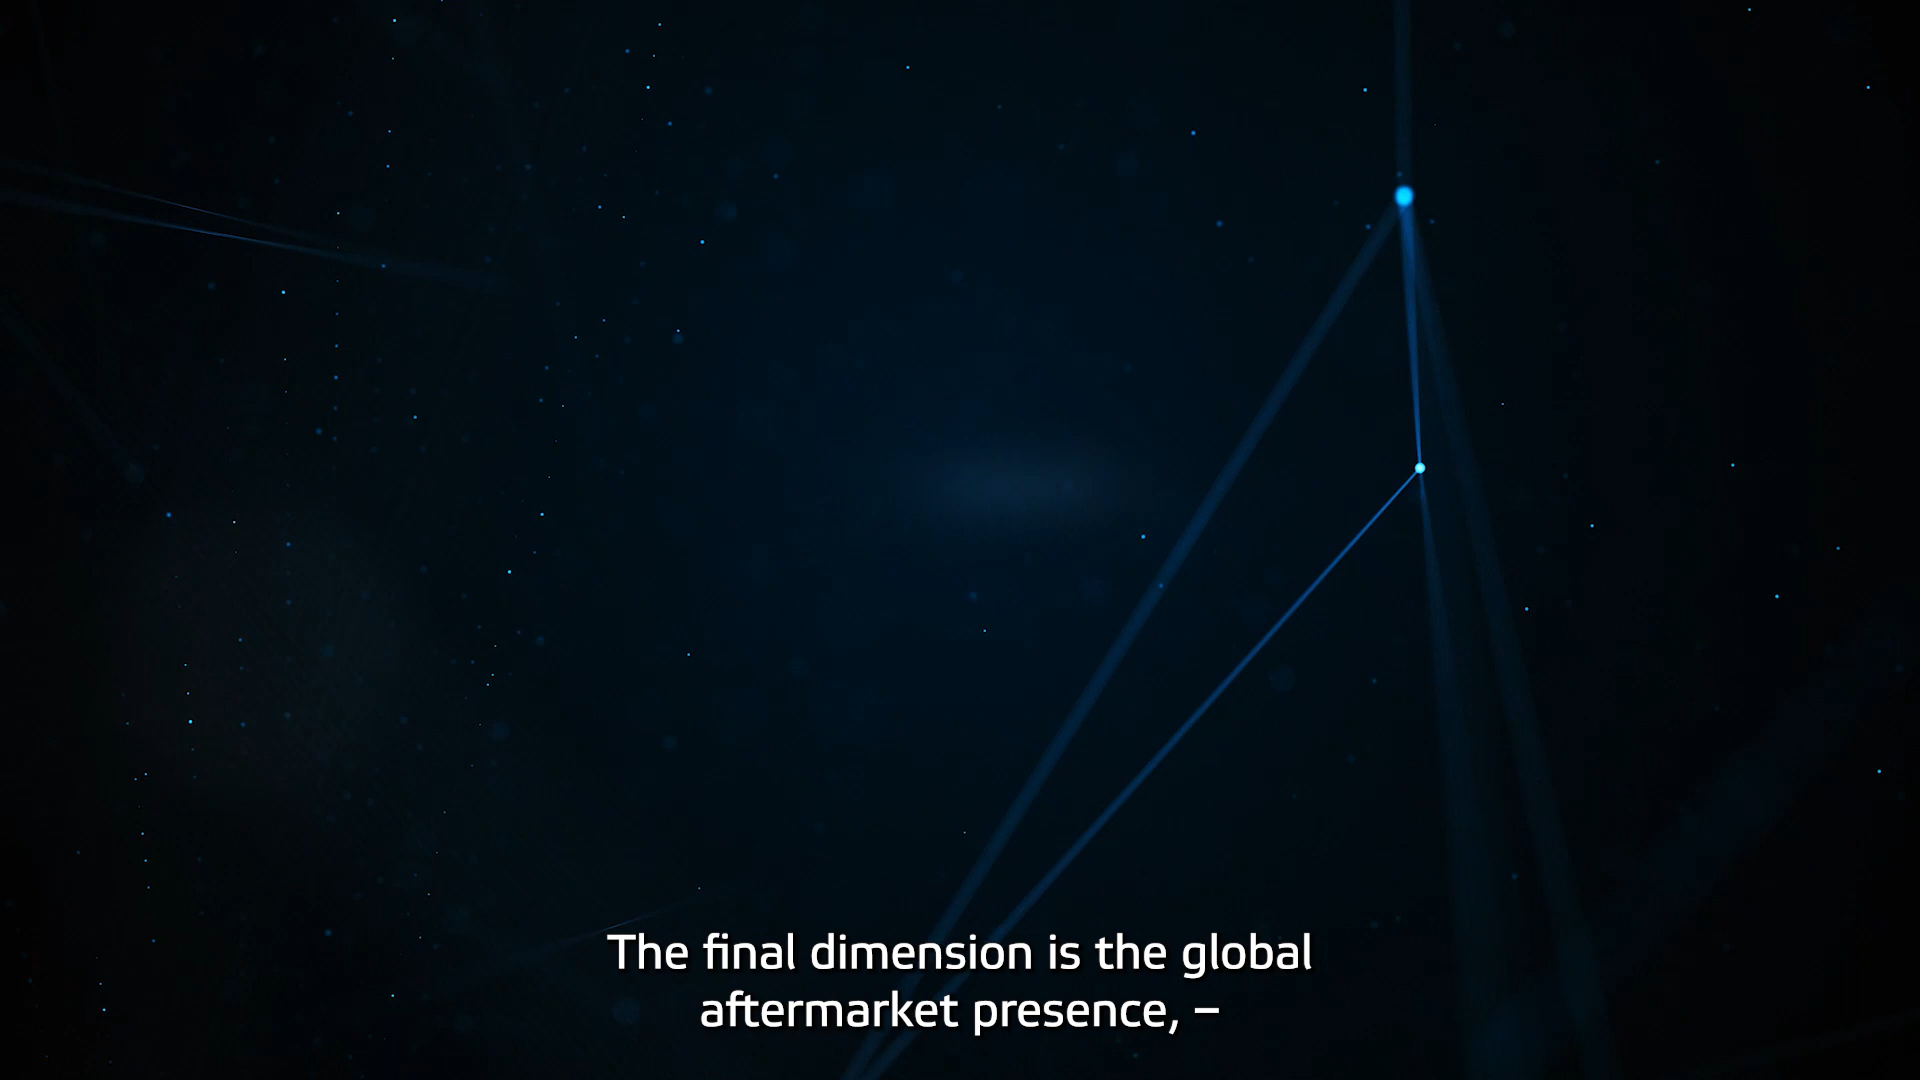 The final dimension is the global
aftermarket presence, –